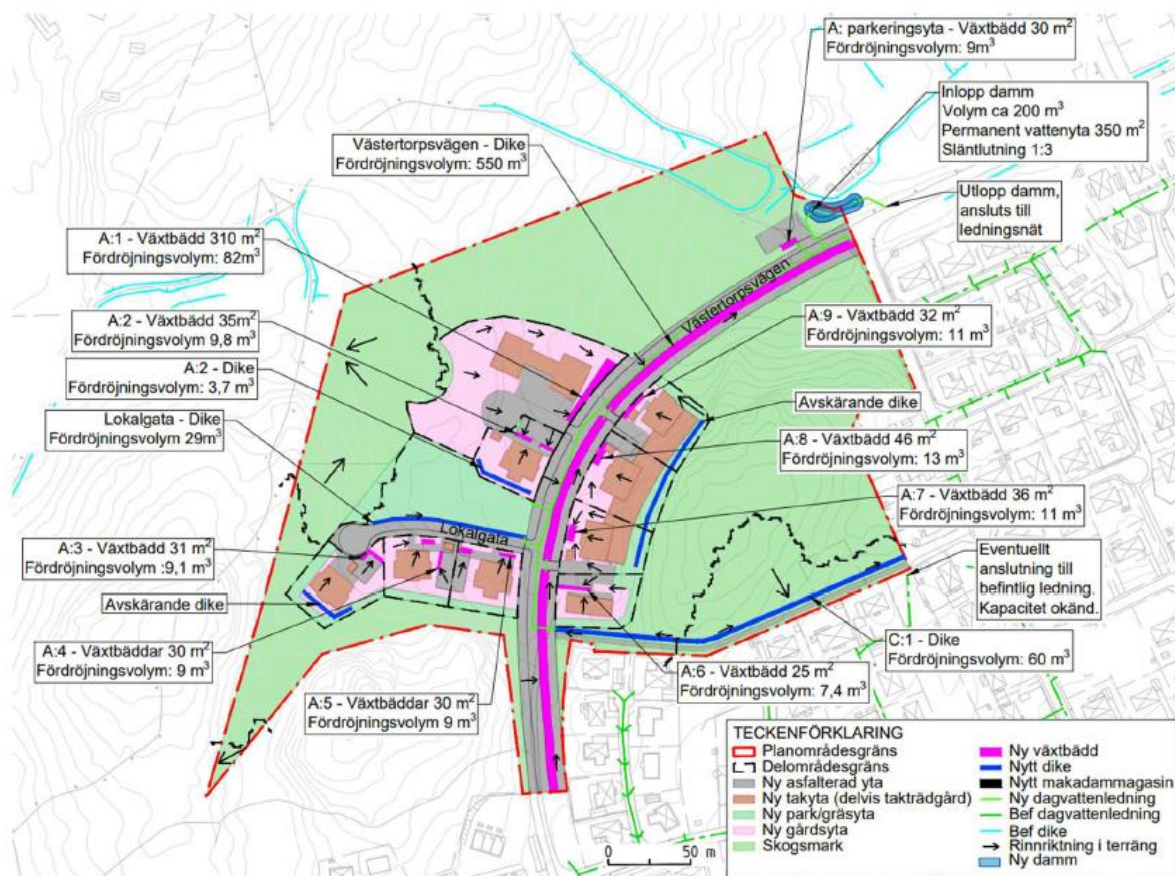 A: parkeringsyta - Växtbädd 30 m²
Fördröjningsvolym: 9m³
Inlopp damm
Volym ca 200 m³
Permanent vattenyta 350 m²
Släntlutning 1:3
Västertorpsvägen - Dike
Fördröjningsvolym: 550 m³
Utlopp damm,
ansluts till
ledningsnät
A:1 - Växtbädd 310 m²
Fördröjningsvolym: 82m³
A:2 - Växtbädd 35m²
Fördröjningsvolym 9,8 m³
A:2 - Dike
Fördröjningsvolym: 3,7 m³
Lokalgata - Dike
Fördröjningsvolym 29m³
Västertorpsvägen
A:9 - Växtbädd 32 m²
Fördröjningsvolym: 11 m³
Avskärande dike
A:8 - Växtbädd 46 m²
Fördröjningsvolym: 13 m³
A:7 - Växtbädd 36 m²
Fördröjningsvolym: 11 m³
Lokalgata
A:3 - Växtbädd 31 m²
Fördröjningsvolym :9,1 m³
Avskärande dike
A:4 - Växtbäddar 30 m²
Fördröjningsvolym: 9 m³
A:5 - Växtbäddar 30 m²
Fördröjningsvolym 9 m³
Eventuellt
anslutning till
befintlig ledning.
Kapacitet okänd.
C:1 - Dike
Fördröjningsvolym: 60 m³
A:6 - Växtbädd 25 m²
Fördröjningsvolym: 7,4 m³
TECKENFÖRKLARING
Planområdesgräns
Delområdesgräns
Ny asfalterad yta
Ny takyta (delvis takträdgård)
Ny park/gräsyta
Ny gårdsyta
Skogsmark
Ny växtbädd
Nytt dike
Nytt makadammagasin
Ny dagvattenledning
Bef dagvattenledning
Bef dike
Rinnriktning i terräng
Ny damm
0 50 m